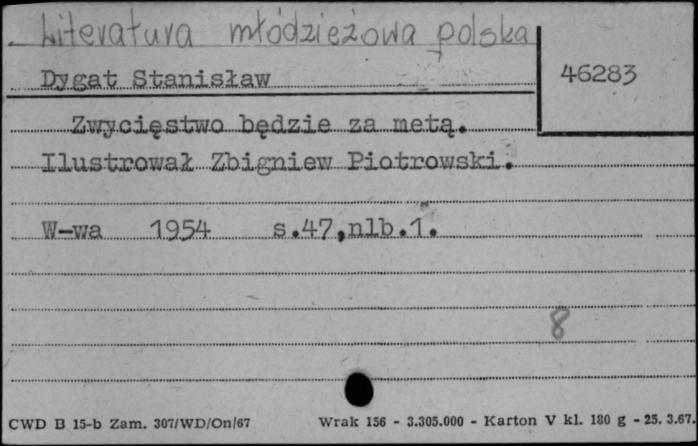 Literatura młodzieżowa polska
Dygat Stanisław
46283
Zwycięstwo będzie za metą.
Ilustrował Zbigniew Piotrowski.
W-wa 1954 s.47,nlb.1.
8
CWD B 15-b Zam. 307/WD/On/67 Wrak 156 - 3.305.000 - Karton V kl. 180 g - 25. 3.67.